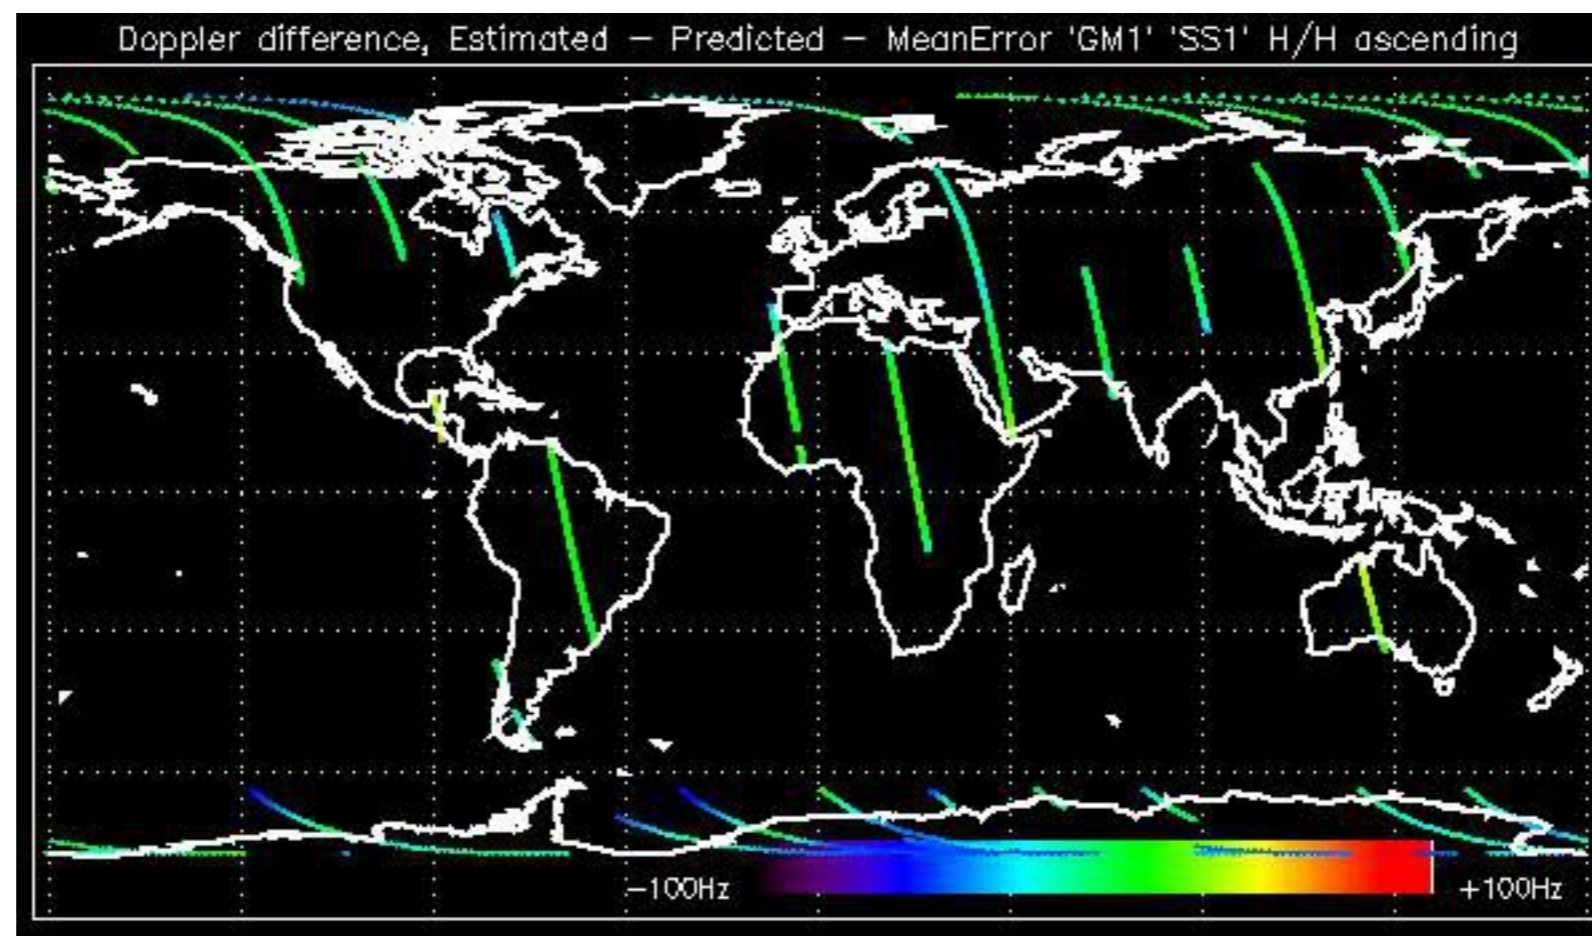 Doppler difference, Estimated — Predicted — MeanError 'GM1' 'SS1' H/H ascending
—100Hz
+100Hz